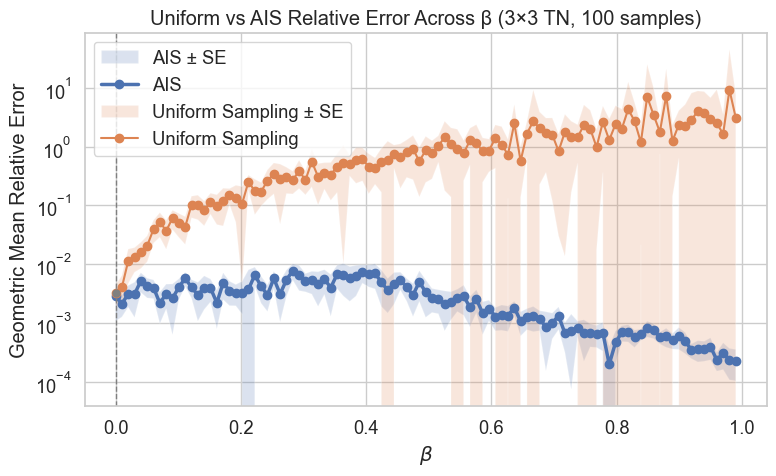 Uniform vs AIS Relative Error Across β (3×3 TN, 100 samples)
AIS ± SE
AIS
Uniform Sampling ± SE
Uniform Sampling
Geometric Mean Relative Error
10¹
10⁰
10⁻¹
10⁻²
10⁻³
10⁻⁴
0.0 0.2 0.4 0.6 0.8 1.0
β